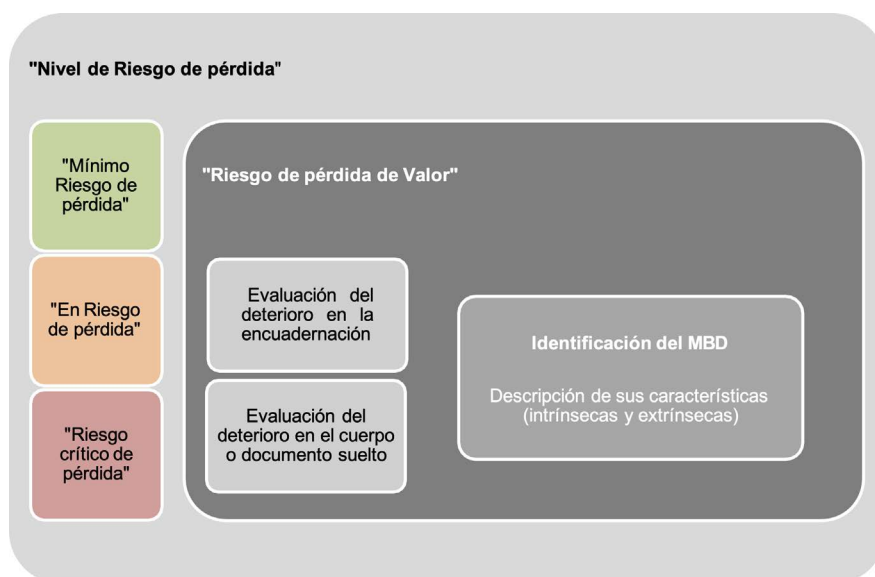 "Nivel de Riesgo de pérdida"
"Mínimo
Riesgo de
pérdida"
"En Riesgo
de pérdida"
"Riesgo
crítico de
pérdida"
"Riesgo de pérdida de Valor"
Evaluación del
deterioro en la
encuadernación
Evaluación del
deterioro en el cuerpo
o documento suelto
Identificación del MBD
Descripción de sus características
(intrínsecas y extrínsecas)